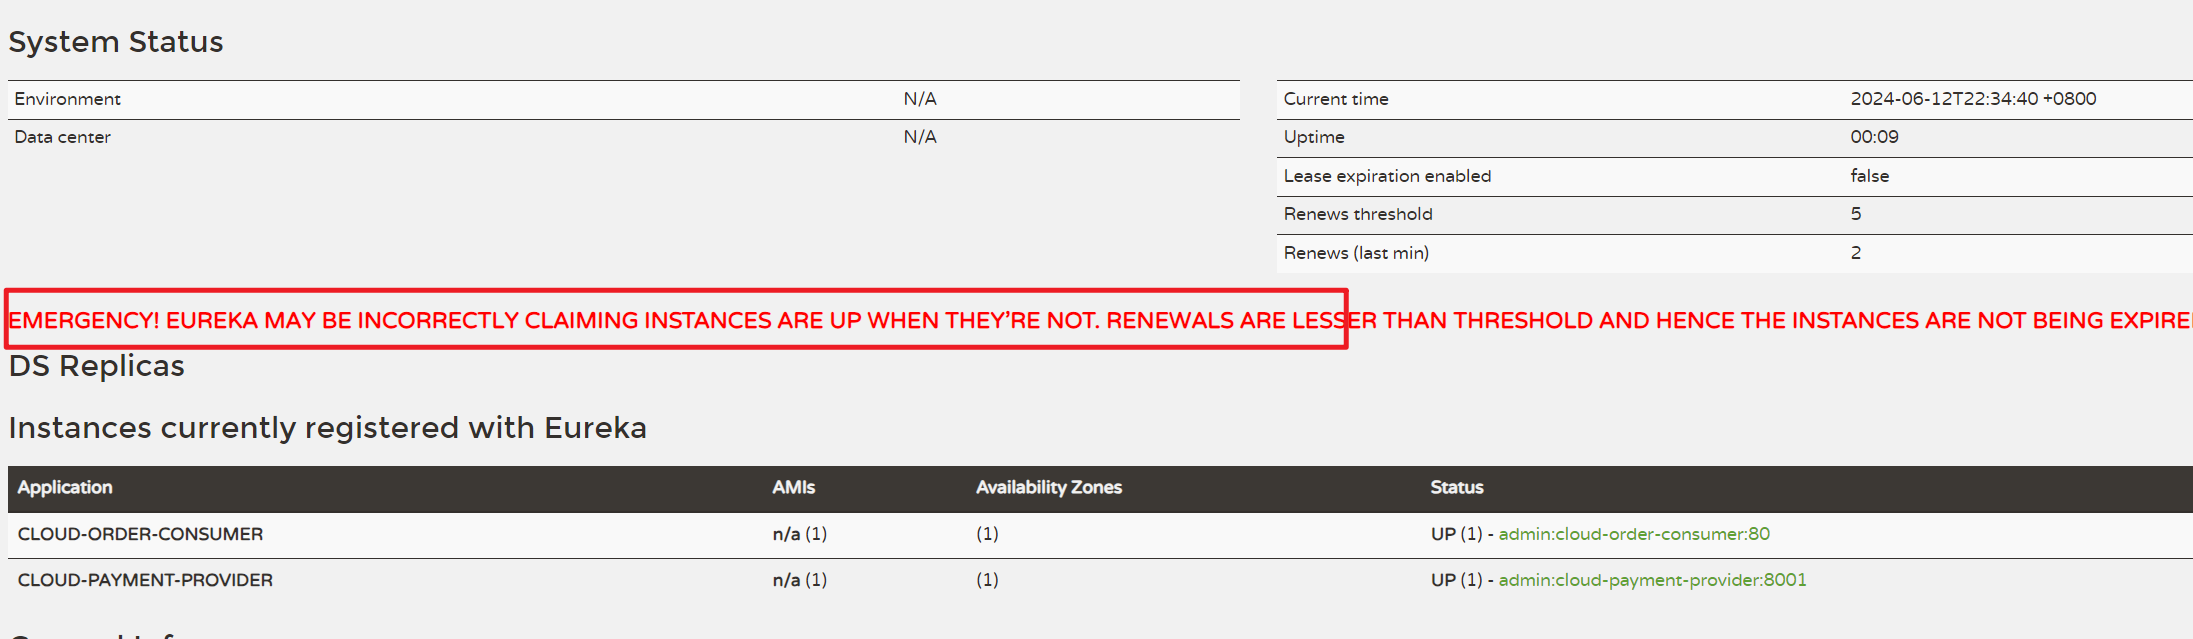 System Status
Environment N/A
Data center N/A
Current time 2024-06-12T22:34:40 +0800
Uptime 00:09
Lease expiration enabled false
Renews threshold 5
Renews (last min) 2
EMERGENCY! EUREKA MAY BE INCORRECTLY CLAIMING INSTANCES ARE UP WHEN THEY'RE NOT. RENEWALS ARE LESSER THAN THRESHOLD AND HENCE THE INSTANCES ARE NOT BEING
DS Replicas
Instances currently registered with Eureka
Application AMIs Availability Zones Status
CLOUD-ORDER-CONSUMER n/a (1) (1) UP (1) - admin:cloud-order-consumer:80
CLOUD-PAYMENT-PROVIDER n/a (1) (1) UP (1) - admin:cloud-payment-provider:8001